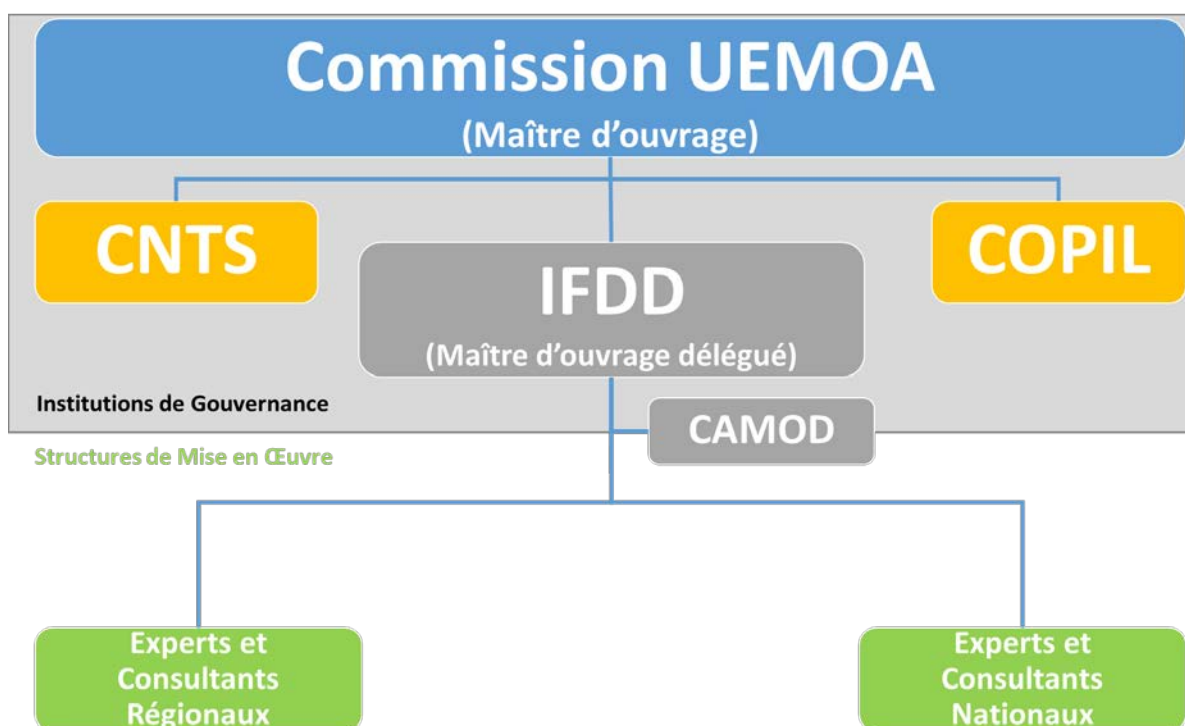 Commission UEMOA
(Maître d'ouvrage)
CNTS
COPIL
IFDD
(Maître d'ouvrage délégué)
Institutions de Gouvernance
CAMOD
Structures de Mise en Œuvre
Experts et
Consultants
Régionaux
Experts et
Consultants
Nationaux